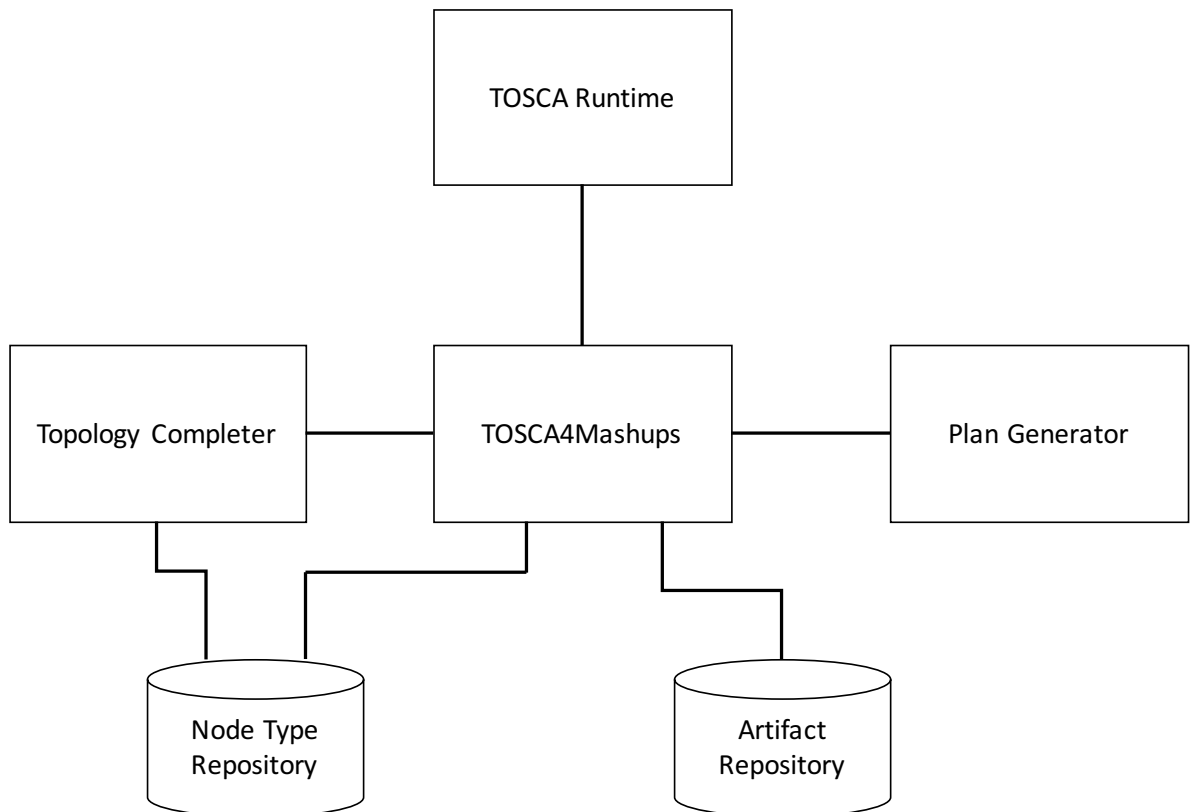 TOSCA Runtime
Topology Completer
TOSCA4Mashups
Plan Generator
Node Type
Repository
Artifact
Repository